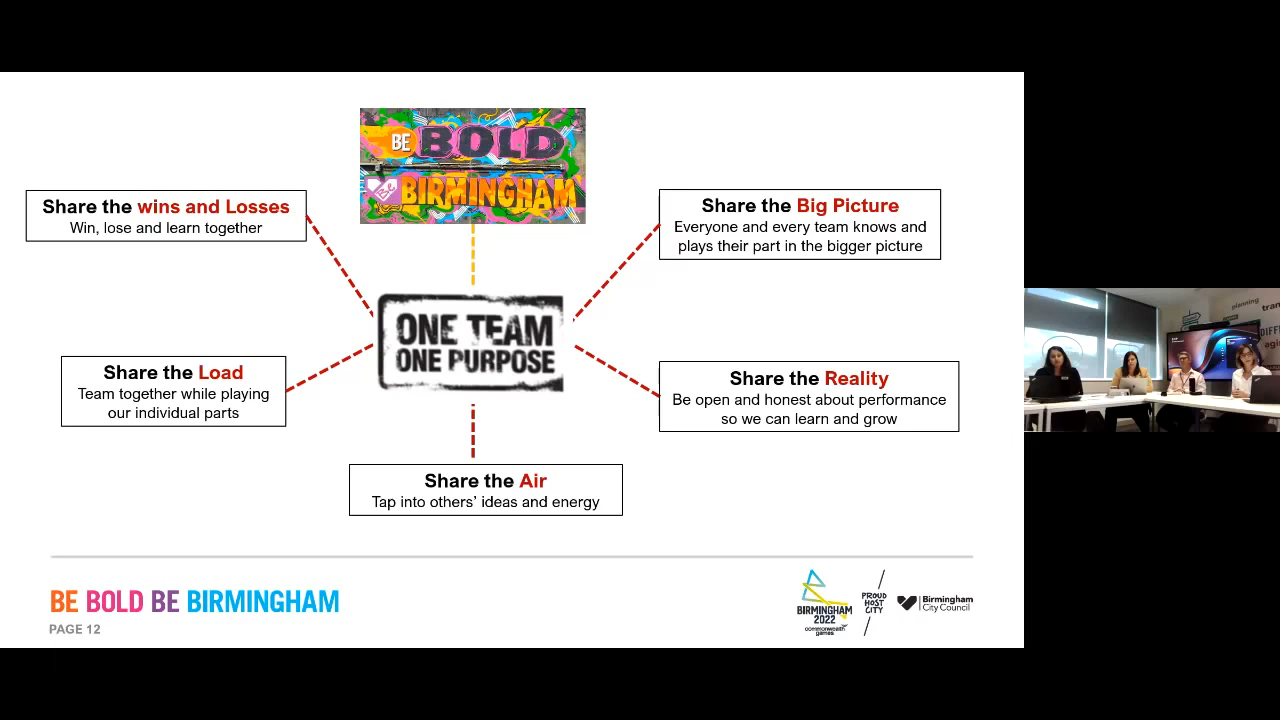 BE BOLD
Be BIRMINGHAM
Share the wins and Losses
Win, lose and learn together
Share the Big Picture
Everyone and every team knows and
plays their part in the bigger picture
ONE TEAM
ONE PURPOSE
Share the Load
Team together while playing
our individual parts
Share the Reality
Be open and honest about performance
so we can learn and grow
Share the Air
Tap into others' ideas and energy
BE BOLD BE BIRMINGHAM
PAGE 12
BIRMINGHAM
2022
commonwealth
games
PROUD
HOST
CITY
Birmingham
City Council
planning